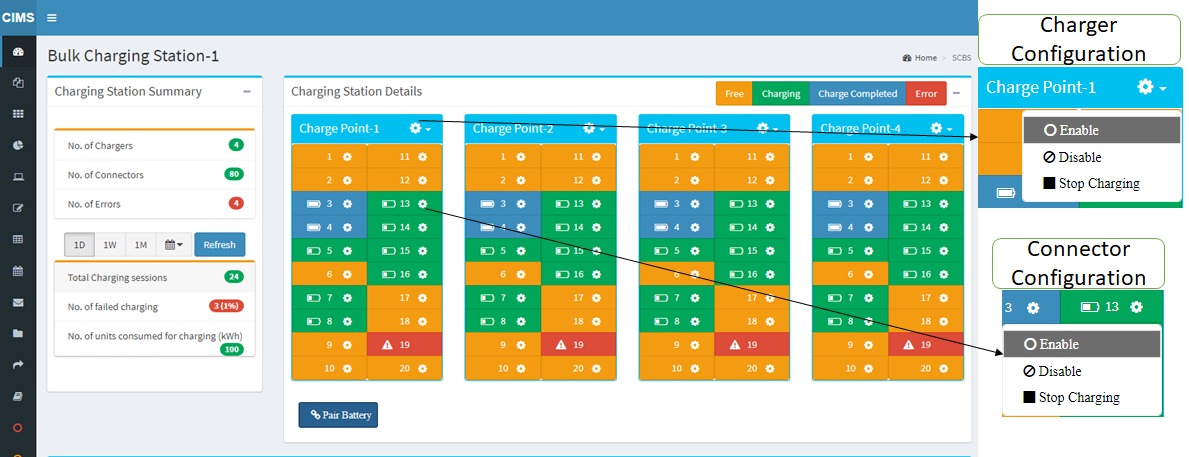 CIMS
Bulk Charging Station-1
Home > SCBS
Charging Station Summary
No. of Chargers 4
No. of Connectors 80
No. of Errors 4
1D 1W 1M Refresh
Total Charging sessions 24
No. of failed charging 3 (1%)
No. of units consumed for charging (kWh)
100
Charging Station Details
Free Charging Charge Completed Error
Charge Point-1 Charge Point-2 Charge Point-3 Charge Point-4
1 11 1 11 1 11 1 11
2 12 2 12 2 12 2 12
3 13 3 13 3 13 3 13
4 14 4 14 4 14 4 14
5 15 5 15 5 15 5 15
6 16 6 16 6 16 6 16
7 17 7 17 7 17 7 17
8 18 8 18 8 18 8 18
9 19 9 19 9 19 9 19
10 20 10 20 10 20 10 20
Pair Battery
Charger
Configuration
Charge Point-1
Enable
Disable
Stop Charging
Connector
Configuration
3 13
Enable
Disable
Stop Charging